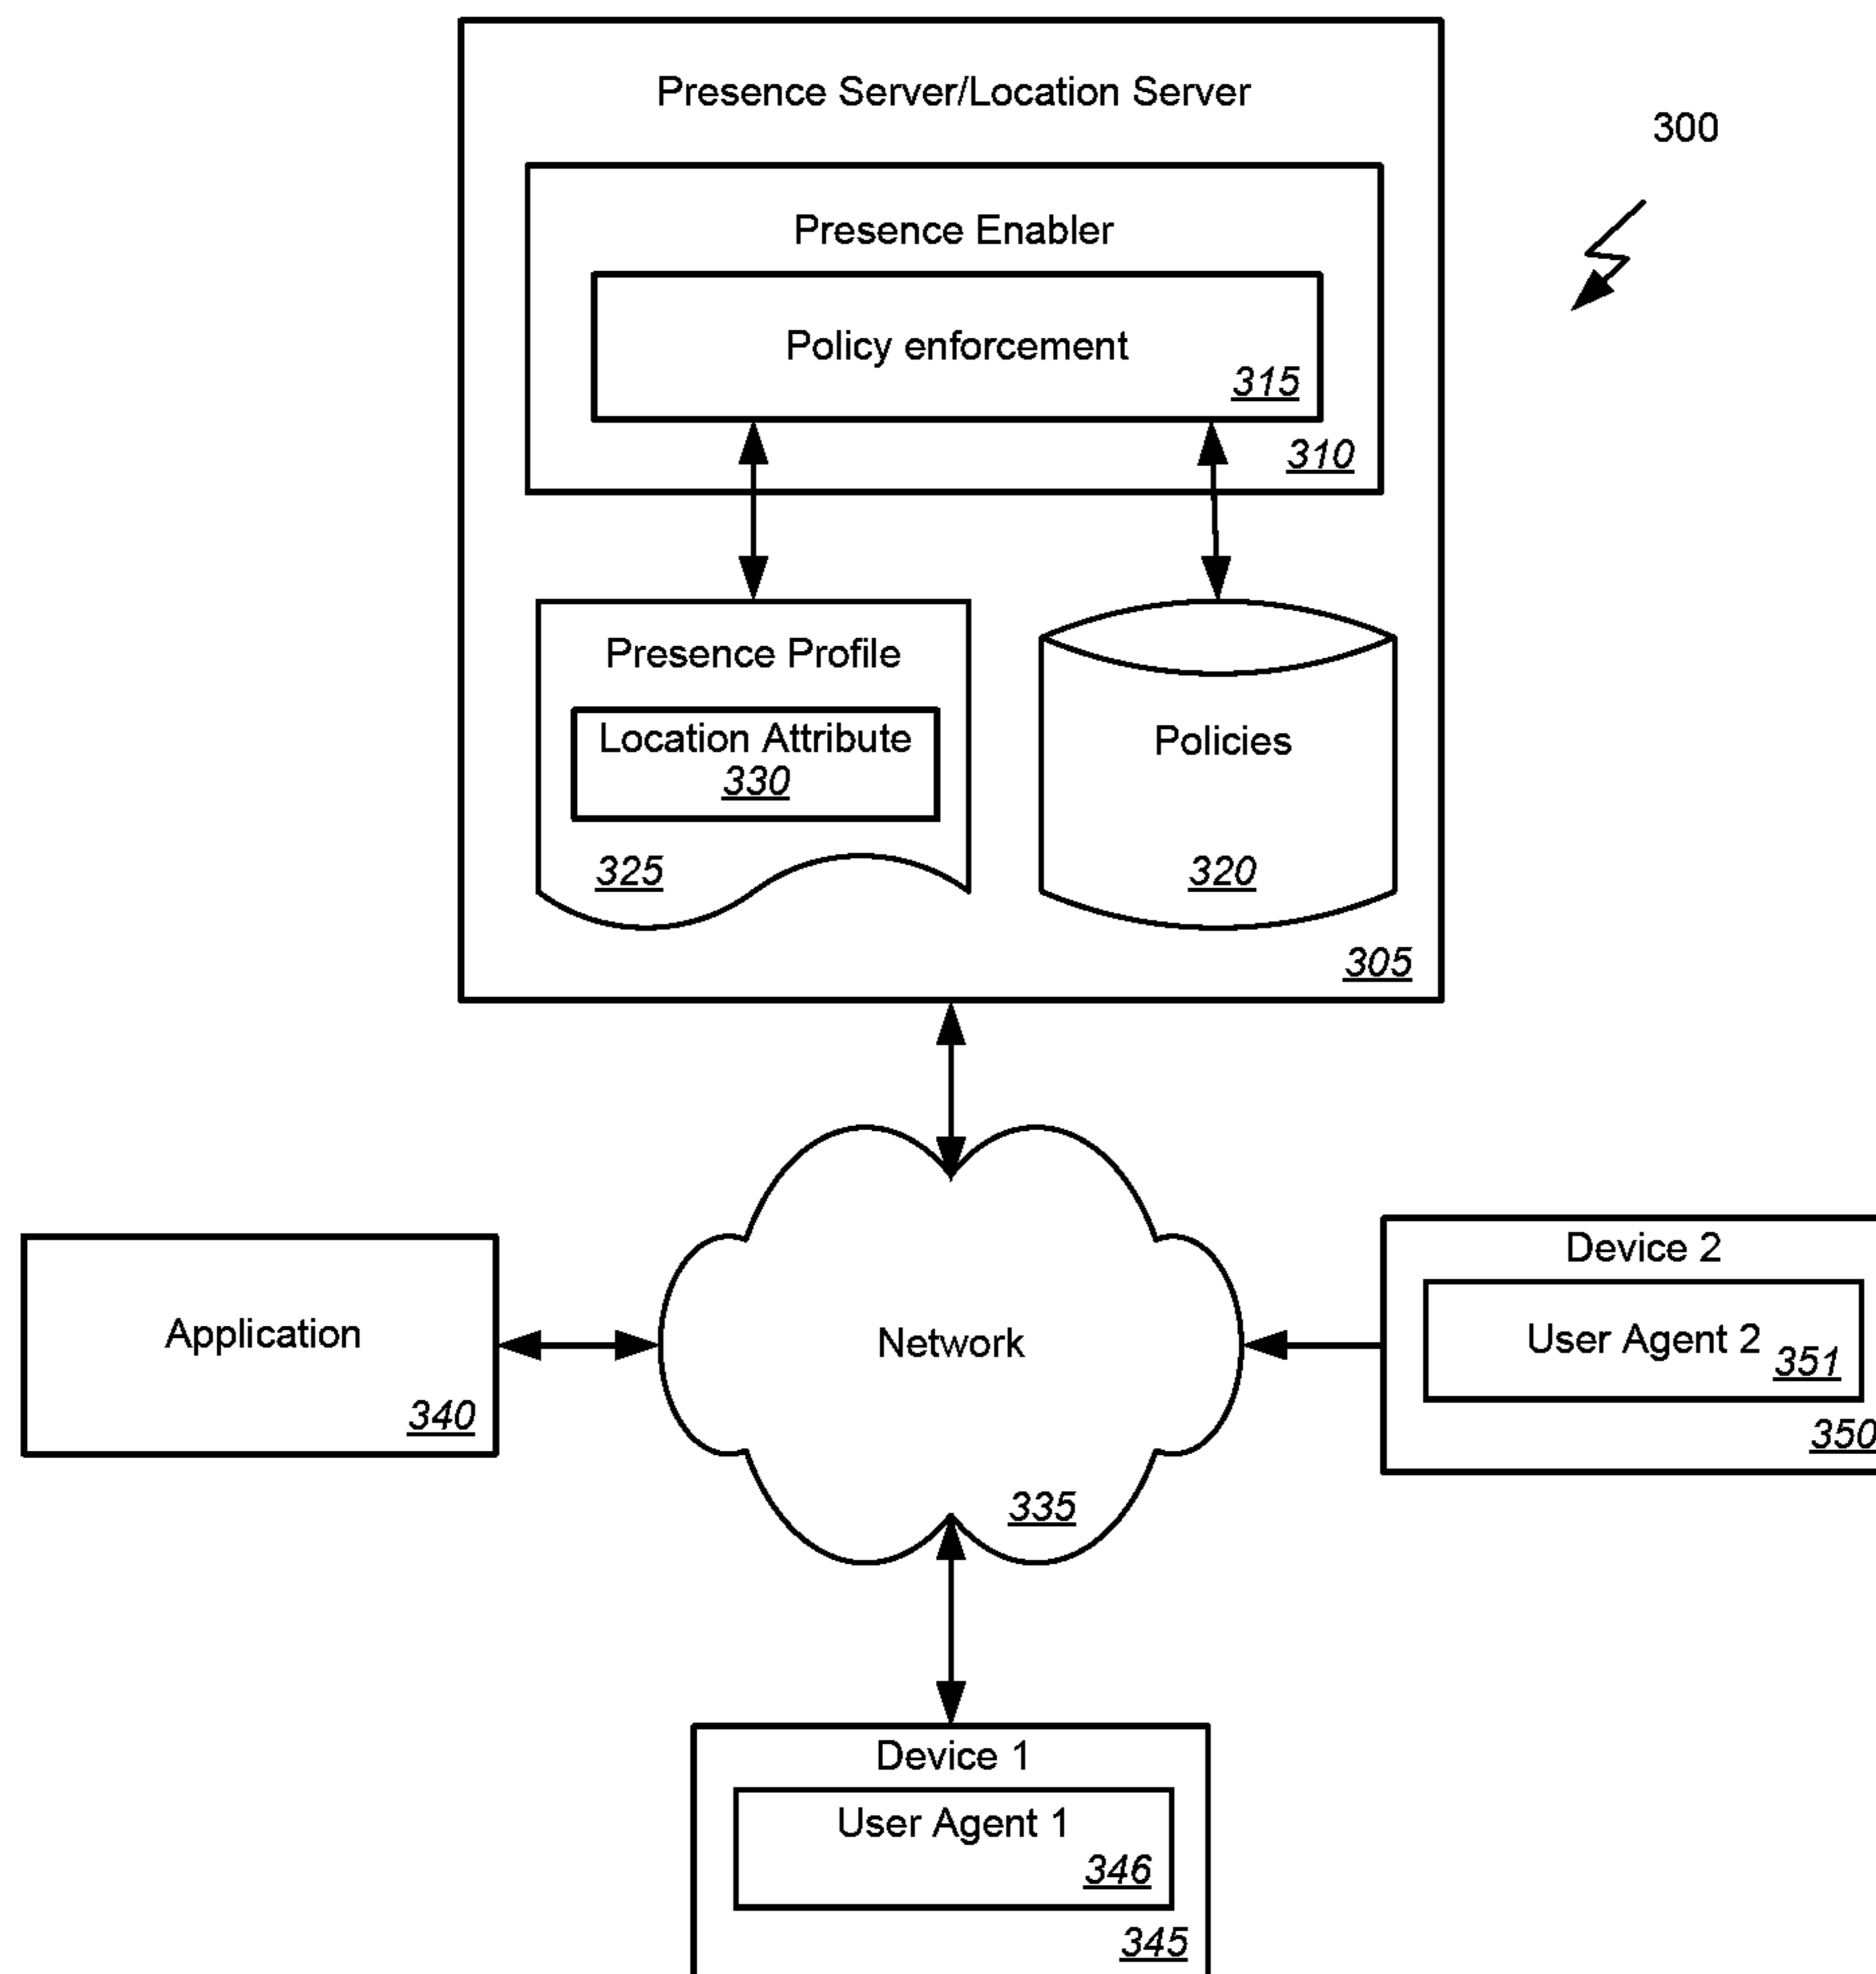 Presence Server/Location Server
300
Presence Enabler
Policy enforcement
315
310
Presence Profile
Location Attribute
330
325
Policies
320
305
Application
340
Network
335
Device 2
User Agent 2
351
350
Device 1
User Agent 1
346
345